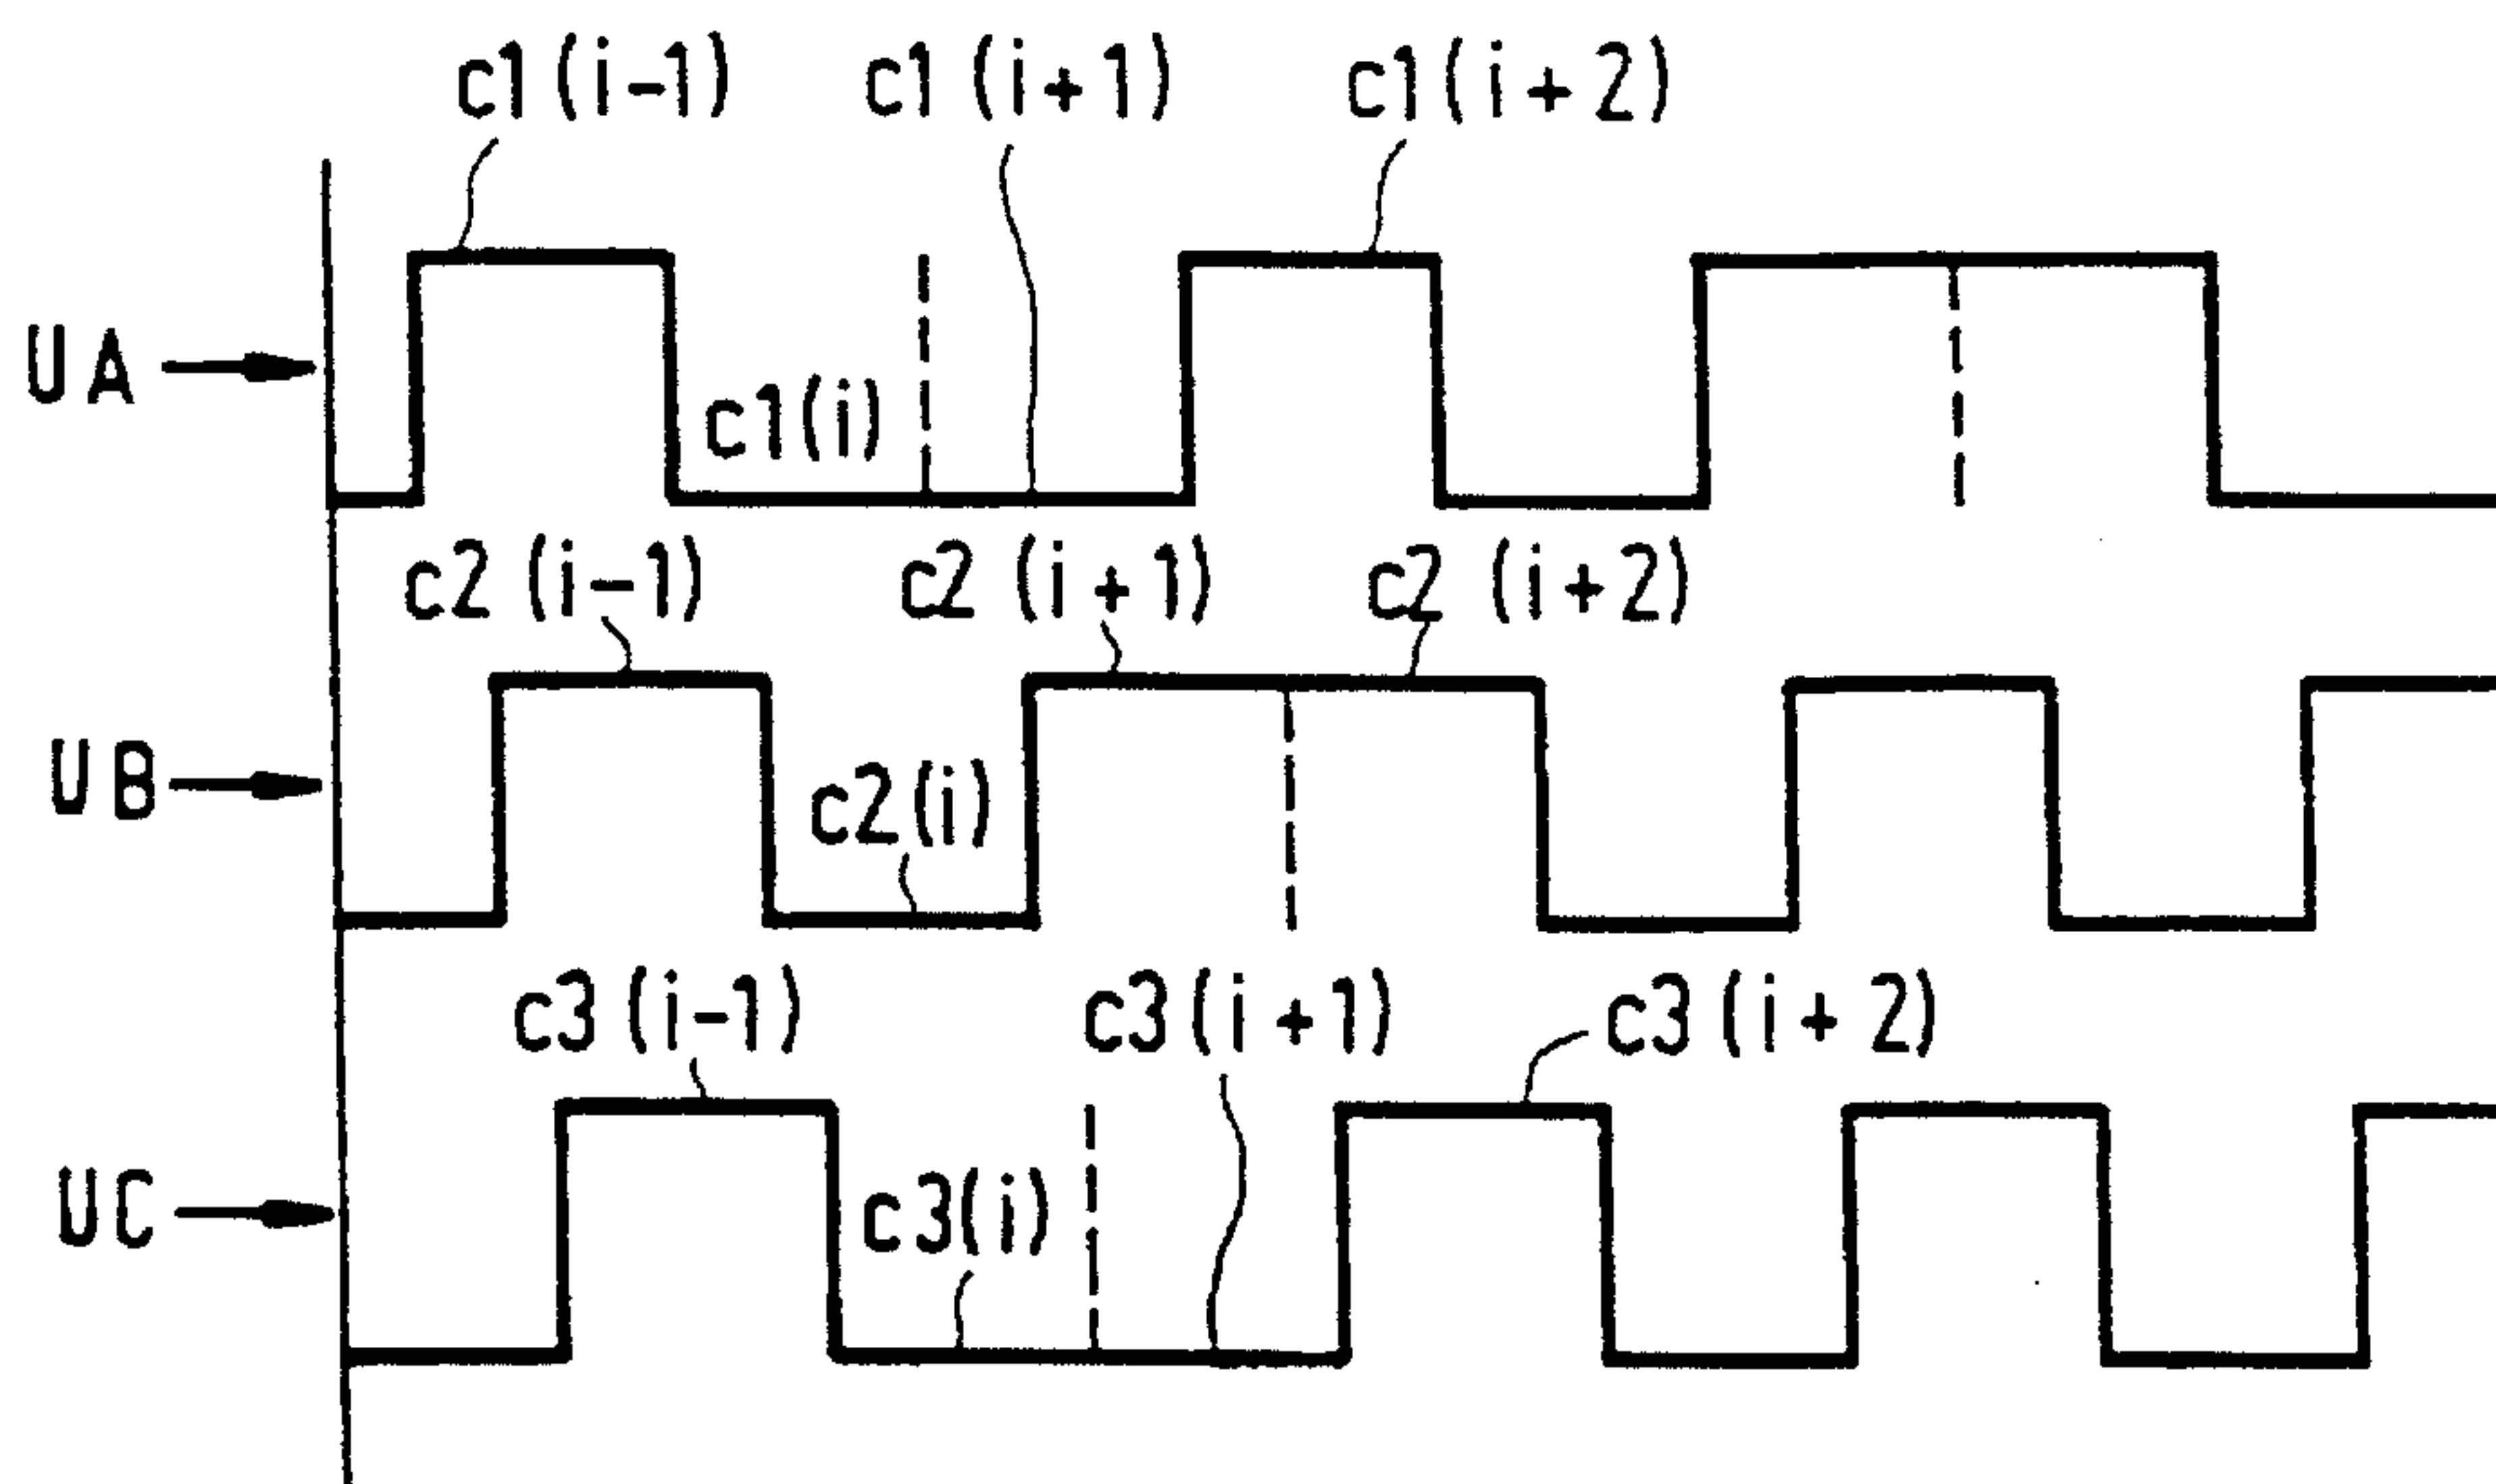 c1(i-1) c1(i+1) c1(i+2)
UA
c1(i)
c2(i-1) c2(i+1) c2(i+2)
UB
c2(i)
c3(i-1) c3(i+1) c3(i+2)
UC
c3(i)